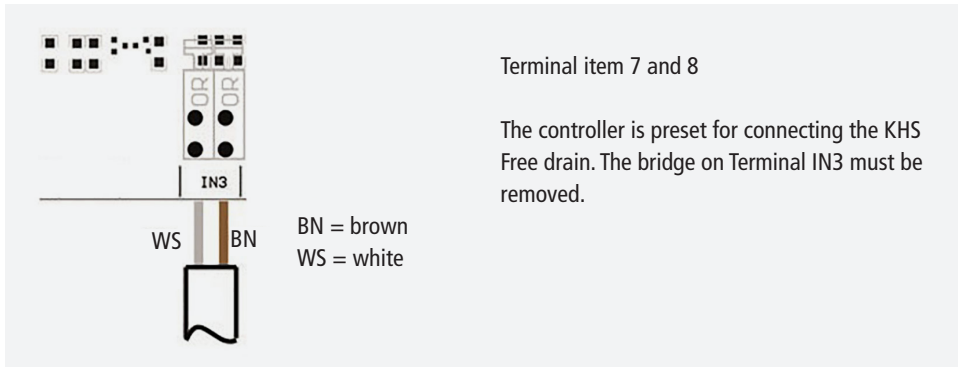 OR OR
IN3
WS BN
BN = brown
WS = white
Terminal item 7 and 8
The controller is preset for connecting the KHS
Free drain. The bridge on Terminal IN3 must be
removed.